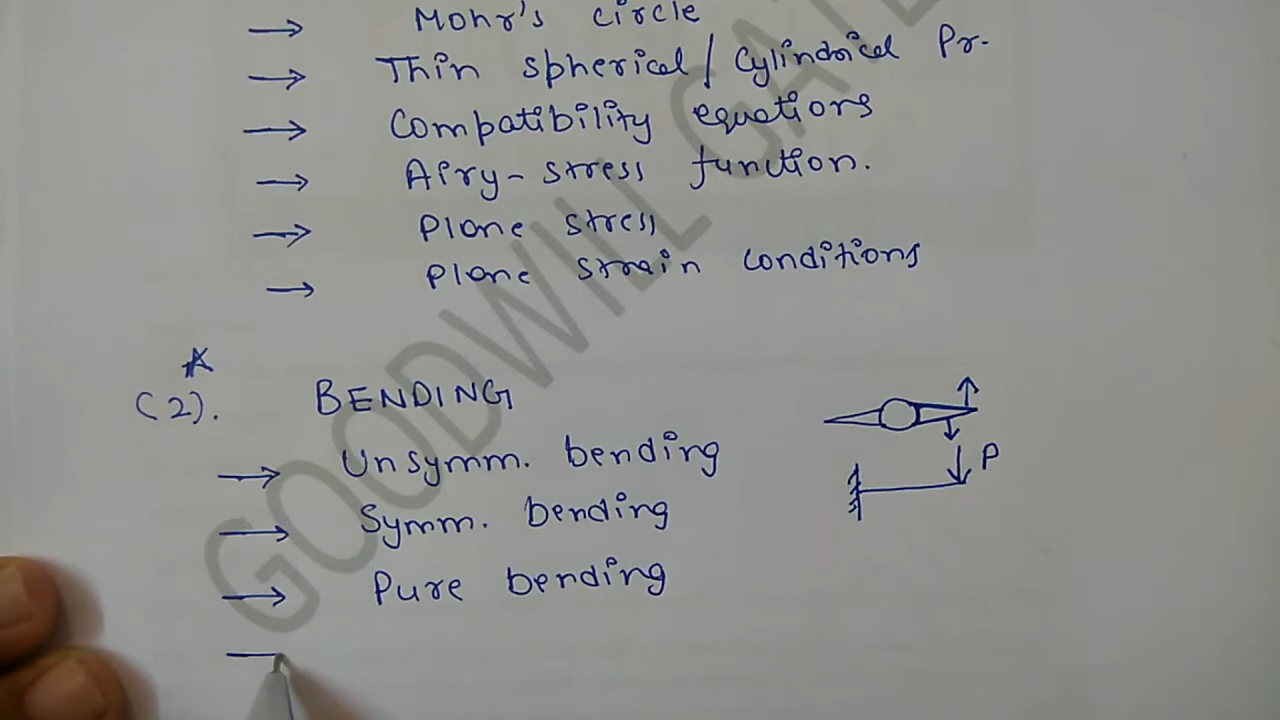 → Mohr's circle
→ Thin spherical / Cylindrical Pr.
→ Compatibility equations
→ Airy-stress function.
→ Plane stress
→ Plane strain conditions
(2). BENDING
→ Unsymm. bending
P
→ Symm. bending
→ Pure bending
GOODWILL GATE